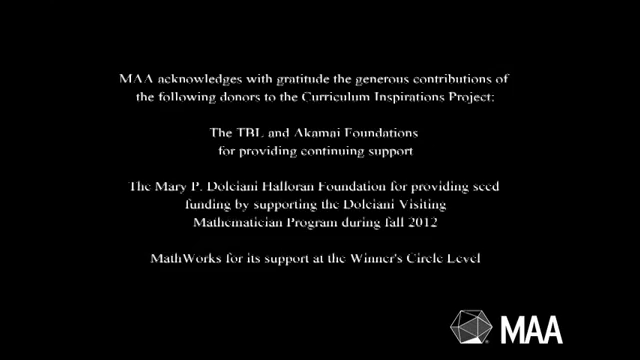 MAA acknowledges with gratitude the generous contributions of
the following donors to the Curriculum Inspirations Project:
The TBL and Akamai Foundations
for providing continuing support
The Mary P. Dolciani Halloran Foundation for providing seed
funding by supporting the Dolciani Visiting
Mathematician Program during fall 2012
MathWorks for its support at the Winner's Circle Level
MAA